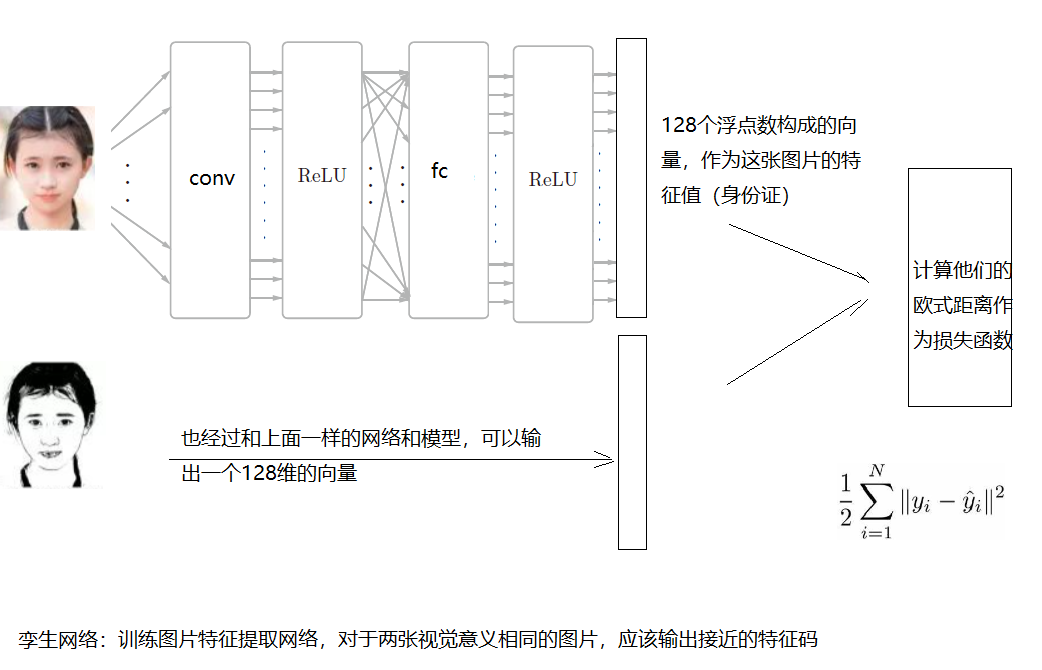 conv
ReLU
fc
ReLU
128个浮点数构成的向
量，作为这张图片的特
征值（身份证）
计算他们的
欧式距离作
为损失函数
也经过和上面一样的网络和模型，可以输
出一个128维的向量
$\frac{1}{2}\sum_{i=1}^{N}\|y_i-\hat{y}_i\|^2$
孪生网络：训练图片特征提取网络，对于两张视觉意义相同的图片，应该输出接近的特征码